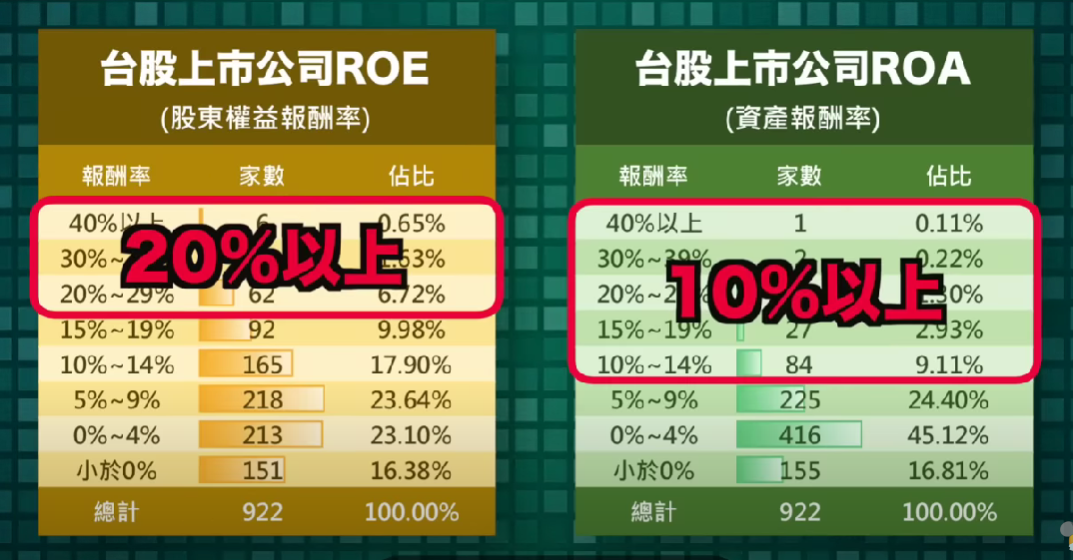 台股上市公司ROE
(股東權益報酬率)
報酬率 家數 佔比
40%以上 6 0.65%
30%~ .63%
20%以上
20%~29% 62 6.72%
15%~19% 92 9.98%
10%~14% 165 17.90%
5%~9% 218 23.64%
0%~4% 213 23.10%
小於0% 151 16.38%
總計 922 100.00%
台股上市公司ROA
(資產報酬率)
報酬率 家數 佔比
40%以上 1 0.11%
30%~39% 2 0.22%
10%以上
20%~2 .30%
15%~19% 27 2.93%
10%~14% 84 9.11%
5%~9% 225 24.40%
0%~4% 416 45.12%
小於0% 155 16.81%
總計 922 100.00%